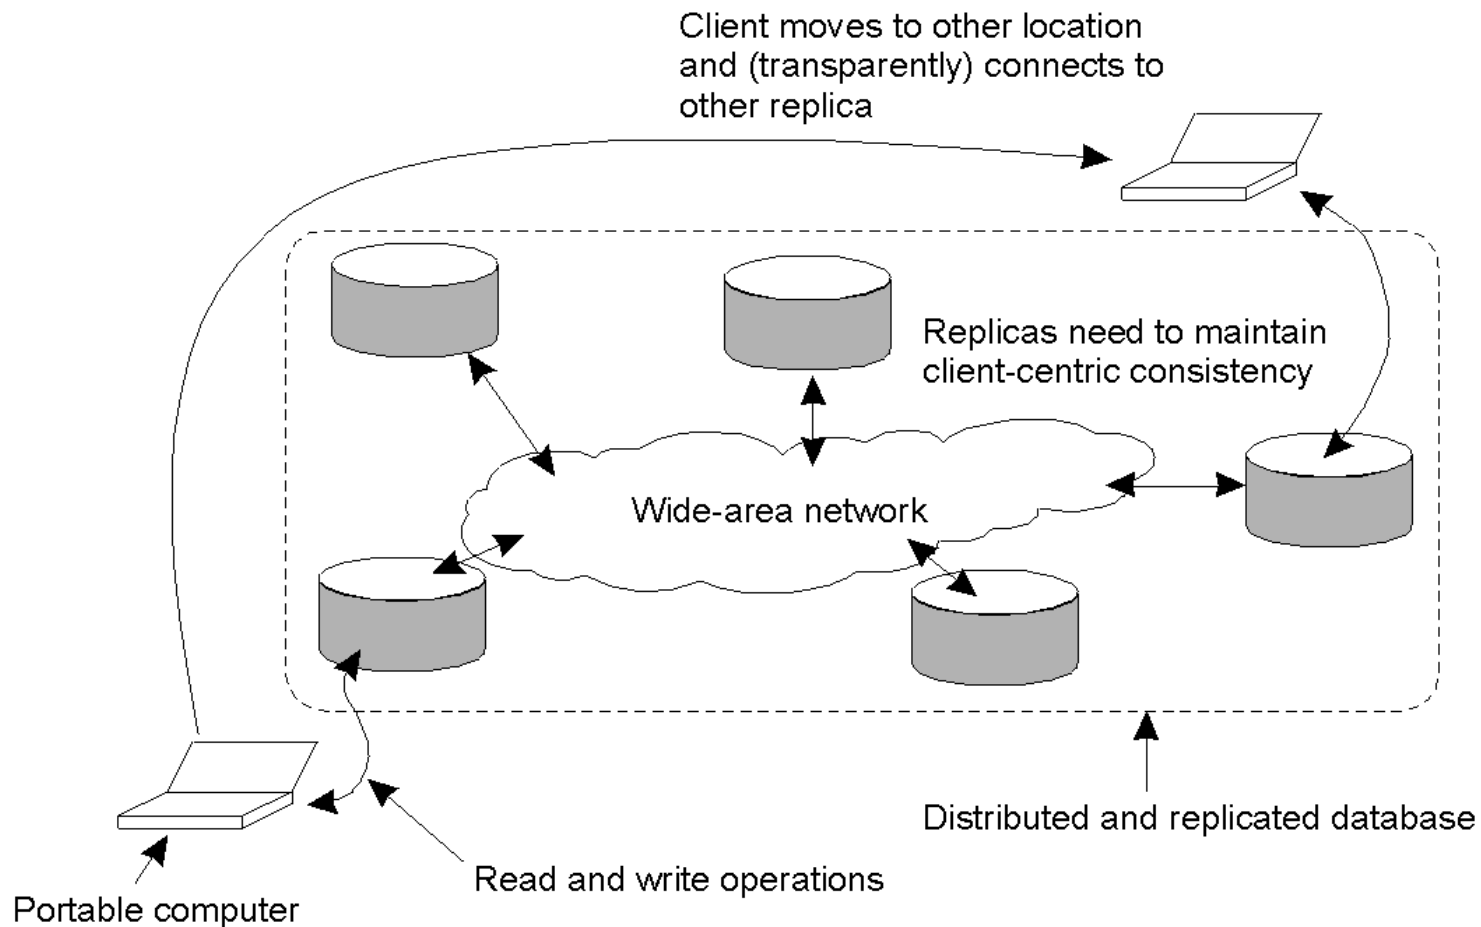 Client moves to other location
and (transparently) connects to
other replica
Replicas need to maintain
client-centric consistency
Wide-area network
Distributed and replicated database
Read and write operations
Portable computer